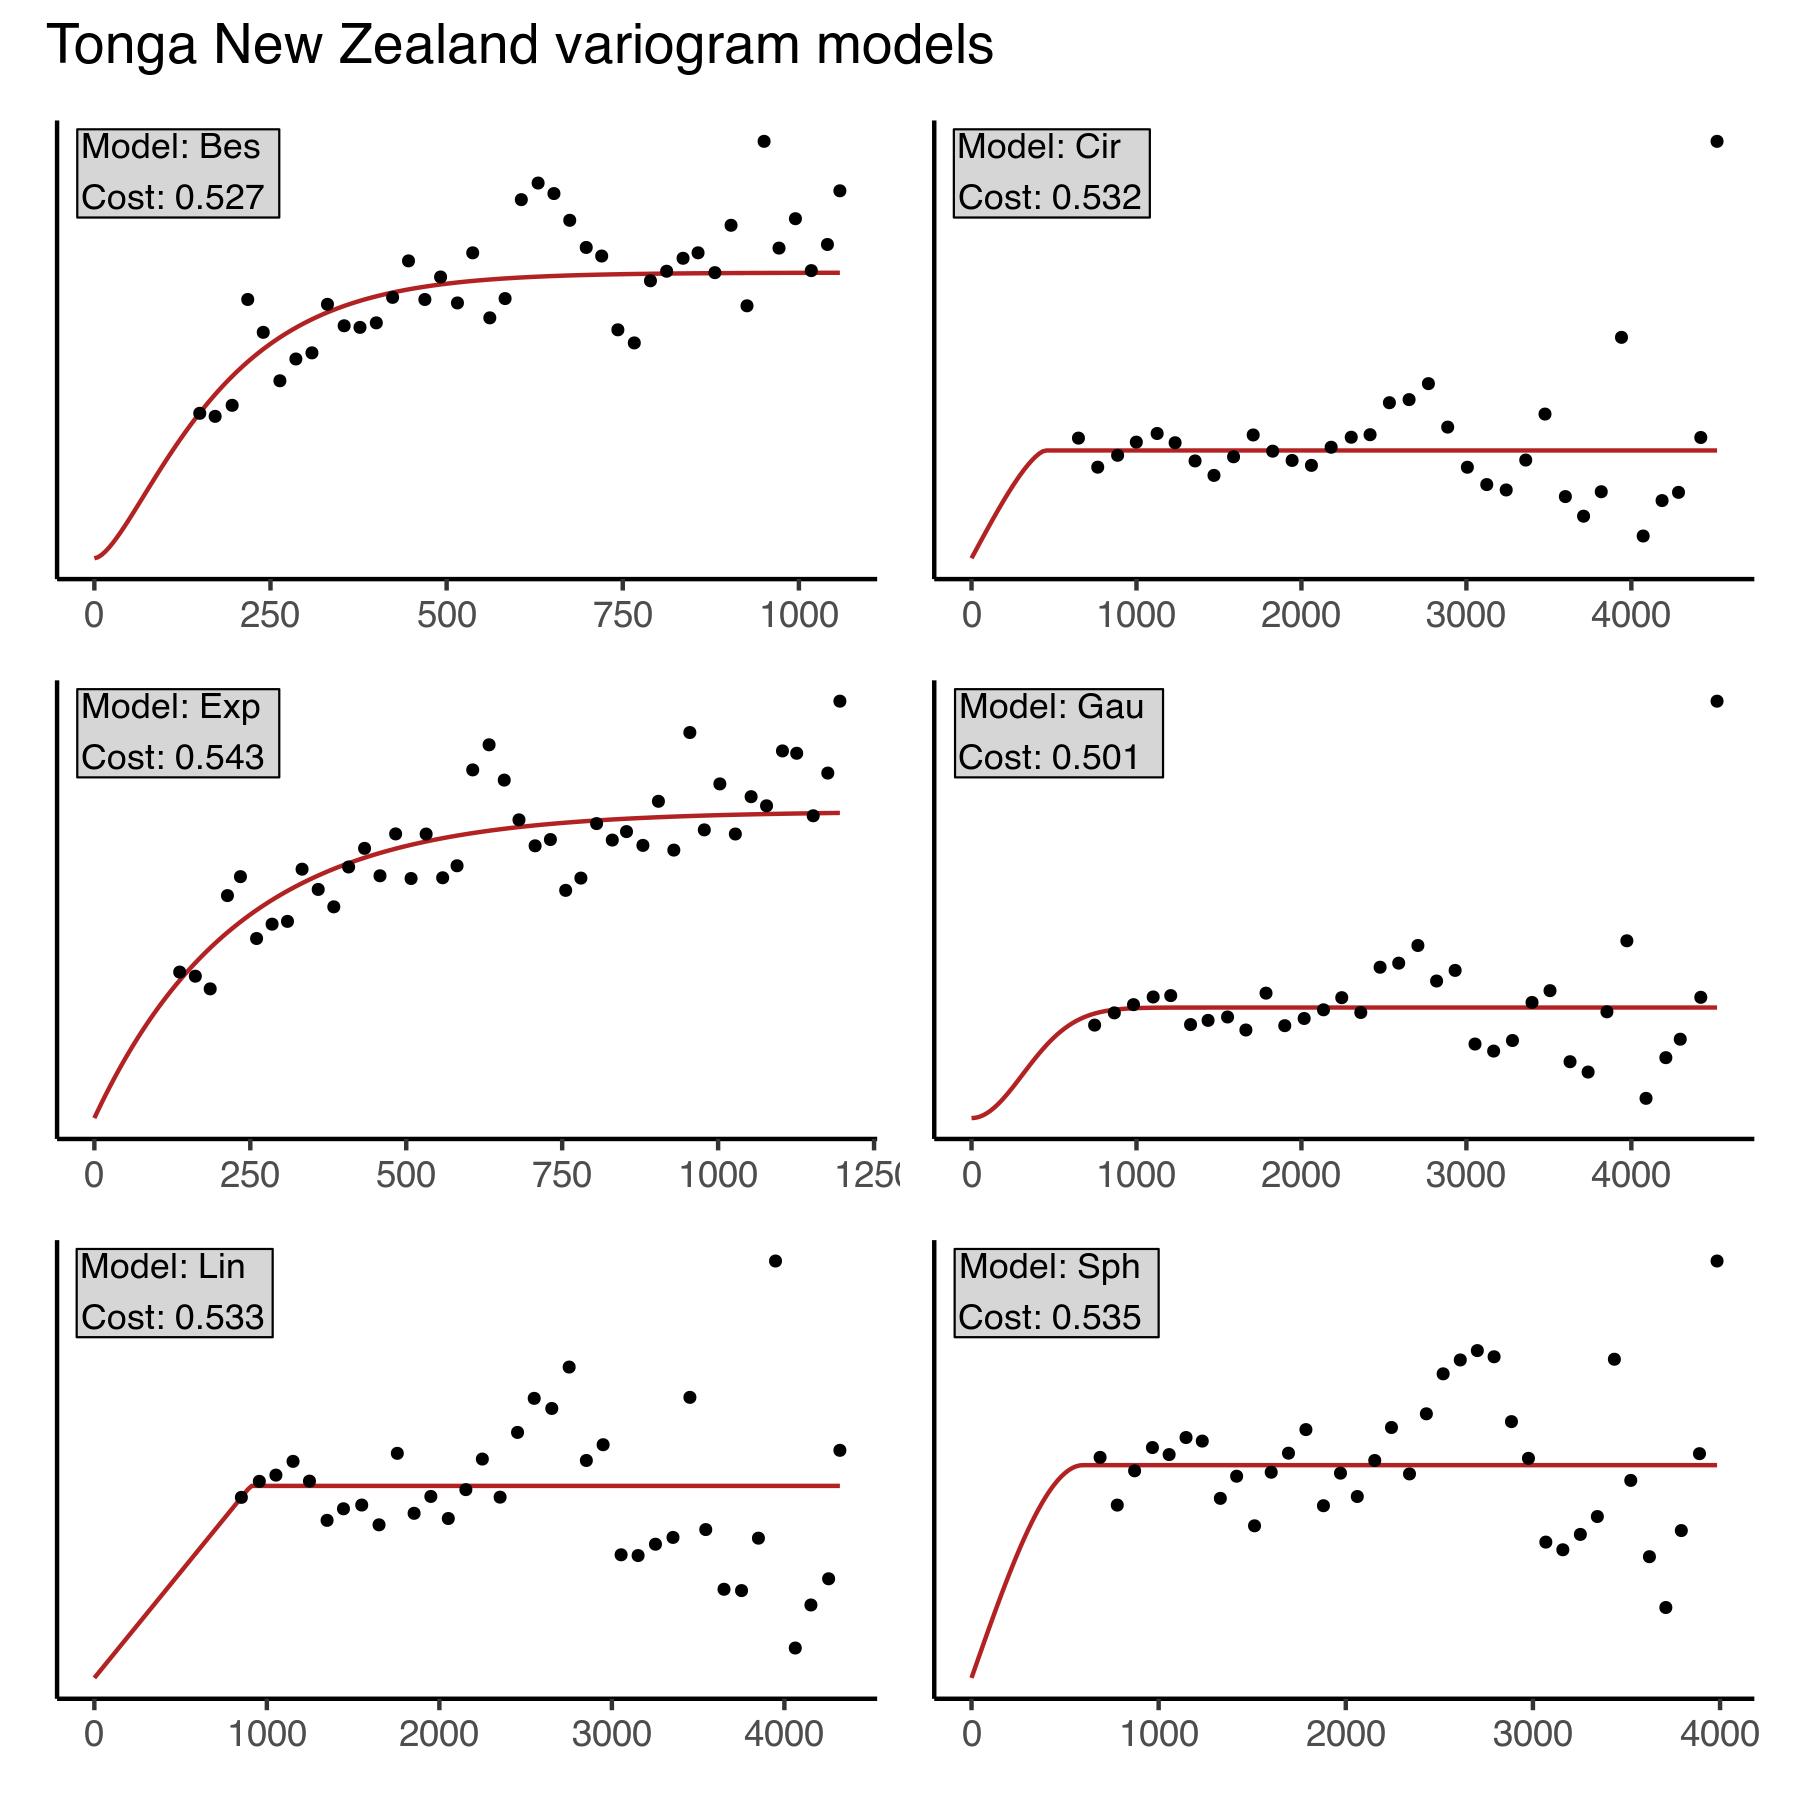 Tonga New Zealand variogram models
Model: Bes
Cost: 0.527
0 250 500 750 1000
Model: Cir
Cost: 0.532
0 1000 2000 3000 4000
Model: Exp
Cost: 0.543
0 250 500 750 1000 125
Model: Gau
Cost: 0.501
0 1000 2000 3000 4000
Model: Lin
Cost: 0.533
0 1000 2000 3000 4000
Model: Sph
Cost: 0.535
0 1000 2000 3000 4000